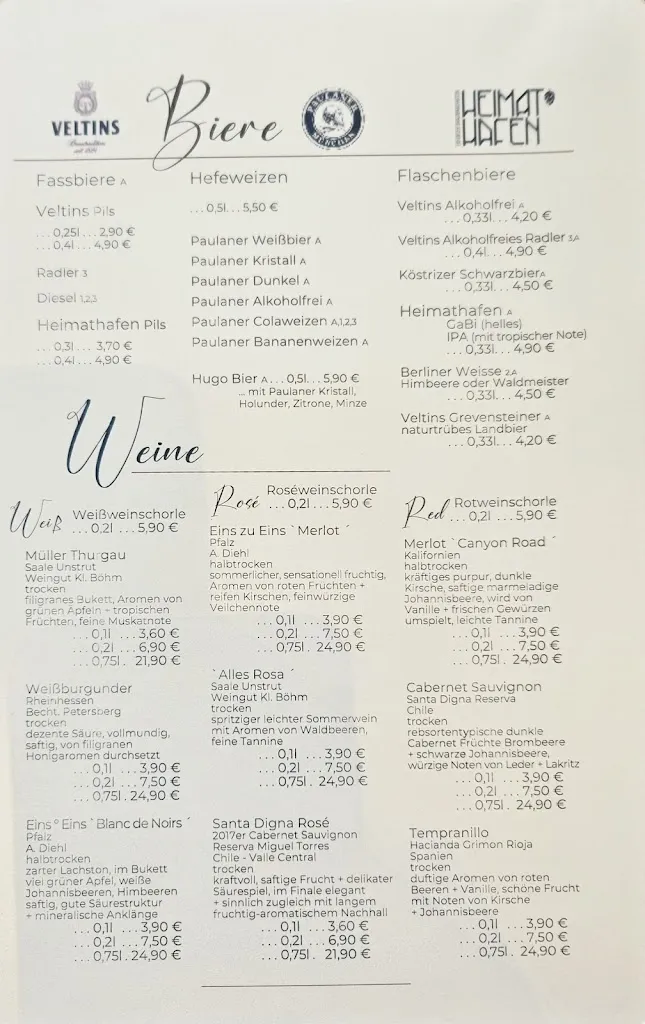 VELTINS
Biere
PAULANER
MÜNCHEN
HEIMAT
HAFEN
Fassbiere A
Veltins Pils
... 0,25l ... 2,90 €
... 0,4l ... 4,90 €
Radler 3
Diesel 1,2,3
Heimathafen Pils
... 0,3l ... 3,70 €
... 0,4l ... 4,90 €
Hefeweizen
... 0,5l ... 5,50 €
Paulaner Weißbier A
Paulaner Kristall A
Paulaner Dunkel A
Paulaner Alkoholfrei A
Paulaner Colaweizen A,1,2,3
Paulaner Bananenweizen A
Hugo Bier A ... 0,5l ... 5,90 €
... mit Paulaner Kristall,
Holunder, Zitrone, Minze
Flaschenbiere
Veltins Alkoholfrei A
... 0,33l ... 4,20 €
Veltins Alkoholfreies Radler 3,A
... 0,4l ... 4,90 €
Köstrizer Schwarzbier A
... 0,33l ... 4,50 €
Heimathafen A
GaBi (helles)
IPA (mit tropischer Note)
... 0,33l ... 4,90 €
Berliner Weisse 2,A
Himbeere oder Waldmeister
... 0,33l ... 4,50 €
Veltins Grevensteiner A
naturtrübes Landbier
... 0,33l ... 4,20 €
Weine
Weiß Weißweinschorle
... 0,2l ... 5,90 €
Müller Thurgau
Saale Unstrut
Weingut Kl. Böhm
trocken
filigranes Bukett, Aromen von
grünen Äpfeln + tropischen
Früchten, feine Muskatnote
... 0,1l ... 3,60 €
... 0,2l ... 6,90 €
... 0,75l . 21,90 €
Weißburgunder
Rheinhessen
Becht. Petersberg
trocken
dezente Säure, vollmundig,
saftig, von filigranen
Honigaromen durchsetzt
... 0,1l ... 3,90 €
... 0,2l ... 7,50 €
... 0,75l . 24,90 €
Eins ° Eins ` Blanc de Noirs ´
Pfalz
A. Diehl
halbtrocken
zarter Lachston, im Bukett
viel grüner Apfel, weiße
Johannisbeeren, Himbeeren
saftig, gute Säurestruktur
+ mineralische Anklänge
... 0,1l ... 3,90 €
... 0,2l ... 7,50 €
... 0,75l . 24,90 €
Rosé Roséweinschorle
... 0,2l ... 5,90 €
Eins zu Eins ` Merlot ´
Pfalz
A. Diehl
halbtrocken
sommerlicher, sensationell fruchtig,
Aromen von roten Früchten +
reifen Kirschen, feinwürzige
Veilchennote
... 0,1l ... 3,90 €
... 0,2l ... 7,50 €
... 0,75l . 24,90 €
` Alles Rosa ´
Saale Unstrut
Weingut Kl. Böhm
trocken
spritziger leichter Sommerwein
mit Aromen von Waldbeeren,
feine Tannine
... 0,1l ... 3,90 €
... 0,2l ... 7,50 €
... 0,75l . 24,90 €
Santa Digna Rosé
2017er Cabernet Sauvignon
Reserva Miguel Torres
Chile - Valle Central
trocken
kraftvoll, saftige Frucht + delikater
Säurespiel, im Finale elegant
+ sinnlich zugleich mit langem
fruchtig-aromatischem Nachhall
... 0,1l ... 3,60 €
... 0,2l ... 6,90 €
... 0,75l . 21,90 €
Red Rotweinschorle
... 0,2l ... 5,90 €
Merlot ` Canyon Road ´
Kalifornien
halbtrocken
kräftiges purpur, dunkle
Kirsche, saftige marmeladige
Johannisbeere, wird von
Vanille + frischen Gewürzen
umspielt, leichte Tannine
... 0,1l ... 3,90 €
... 0,2l ... 7,50 €
... 0,75l . 24,90 €
Cabernet Sauvignon
Santa Digna Reserva
Chile
trocken
rebsortentypische dunkle
Cabernet Früchte Brombeere
+ schwarze Johannisbeere,
würzige Noten von Leder + Lakritz
... 0,1l ... 3,90 €
... 0,2l ... 7,50 €
... 0,75l . 24,90 €
Tempranillo
Hacianda Grimon Rioja
Spanien
trocken
duftige Aromen von roten
Beeren + Vanille, schöne Frucht
mit Noten von Kirsche
+ Johannisbeere
... 0,1l ... 3,90 €
... 0,2l ... 7,50 €
... 0,75l . 24,90 €